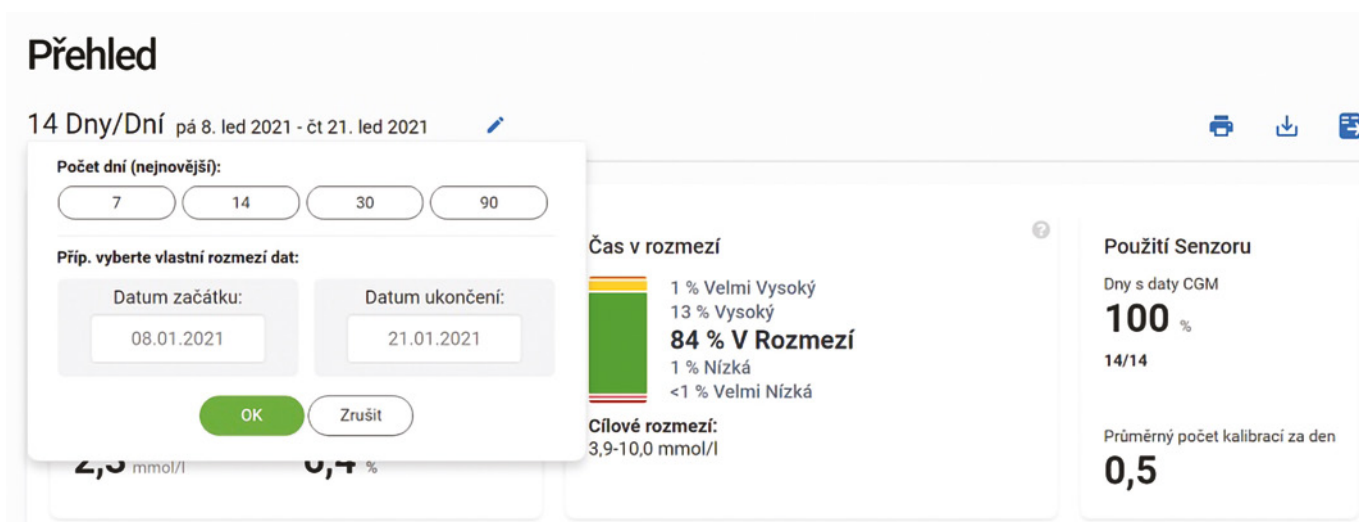 Přehled
14 Dny/Dní pá 8. led 2021 - čt 21. led 2021
Počet dní (nejnovější):
7 14 30 90
Příp. vyberte vlastní rozmezí dat:
Datum začátku: Datum ukončení:
08.01.2021 21.01.2021
OK Zrušit
mmol/l %
Čas v rozmezí
1 % Velmi Vysoký
13 % Vysoký
84 % V Rozmezí
1 % Nízká
<1 % Velmi Nízká
Cílové rozmezí:
3,9-10,0 mmol/l
Použití Senzoru
Dny s daty CGM
100 %
14/14
Průměrný počet kalibrací za den
0,5